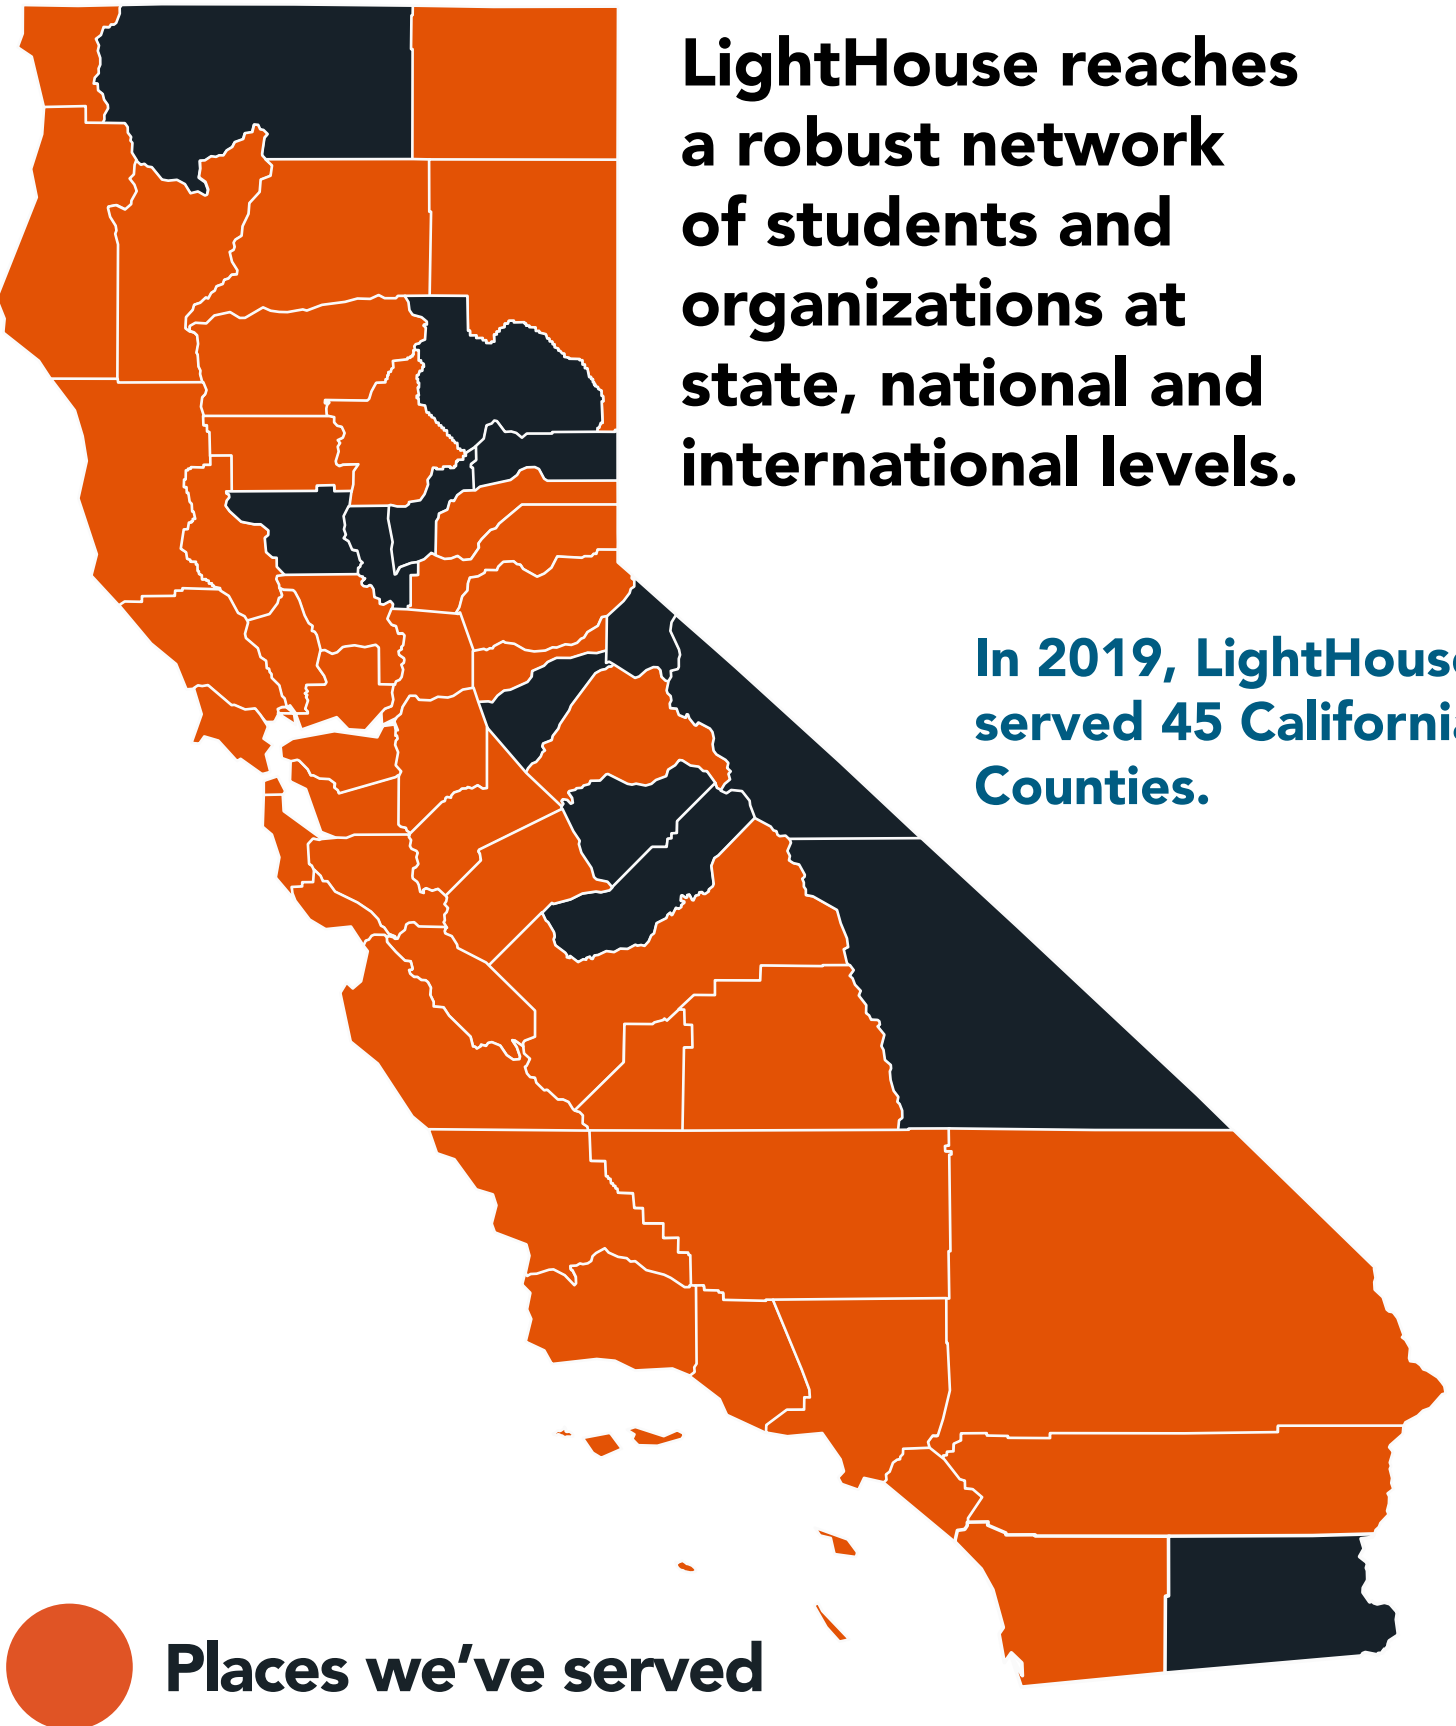 LightHouse reaches
a robust network
of students and
organizations at
state, national and
international levels.
In 2019, LightHouse
served 45 California
Counties.
Places we've served